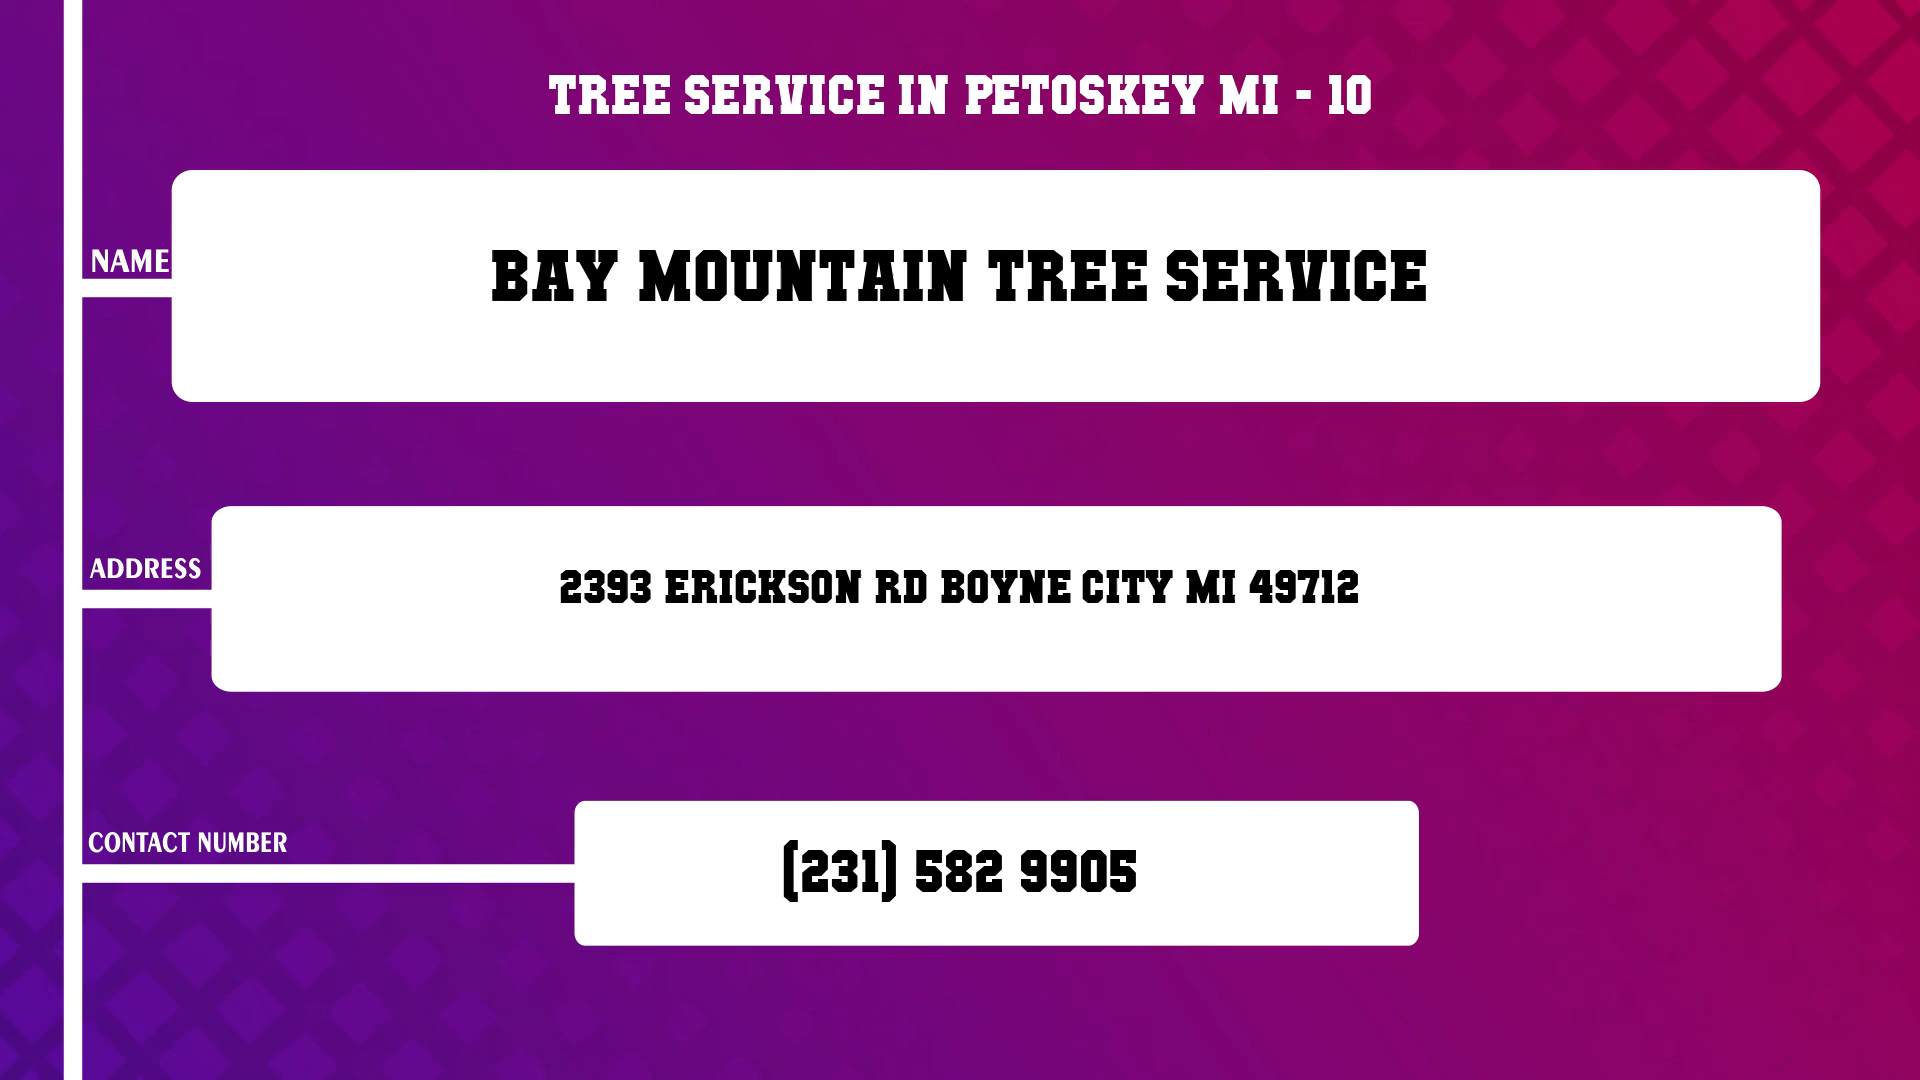 TREE SERVICE IN PETOSKEY MI - 10
NAME
BAY MOUNTAIN TREE SERVICE
ADDRESS
2393 ERICKSON RD BOYNE CITY MI 49712
CONTACT NUMBER
(231) 582 9905